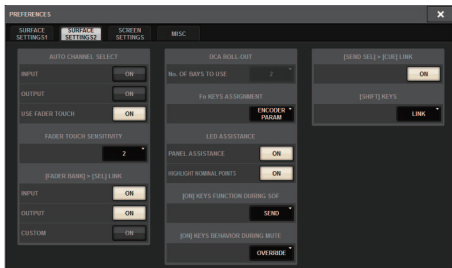 PREFERENCES
SURFACE SETTINGS1
SURFACE SETTINGS2
SCREEN SETTINGS
MISC
AUTO CHANNEL SELECT
INPUT ON
OUTPUT ON
USE FADER TOUCH ON
FADER TOUCH SENSITIVITY
2
[FADER BANK] > [SEL] LINK
INPUT ON
OUTPUT ON
CUSTOM ON
DCA ROLL OUT
No. OF BAYS TO USE 2
Fn KEYS ASSIGNMENT
ENCODER PARAM
LED ASSISTANCE
PANEL ASSISTANCE ON
HIGHLIGHT NOMINAL POINTS ON
[ON] KEYS FUNCTION DURING SOF
SEND
[ON] KEYS BEHAVIOR DURING MUTE
OVERRIDE
[SEND SEL] > [CUE] LINK
ON
[SHIFT] KEYS
LINK